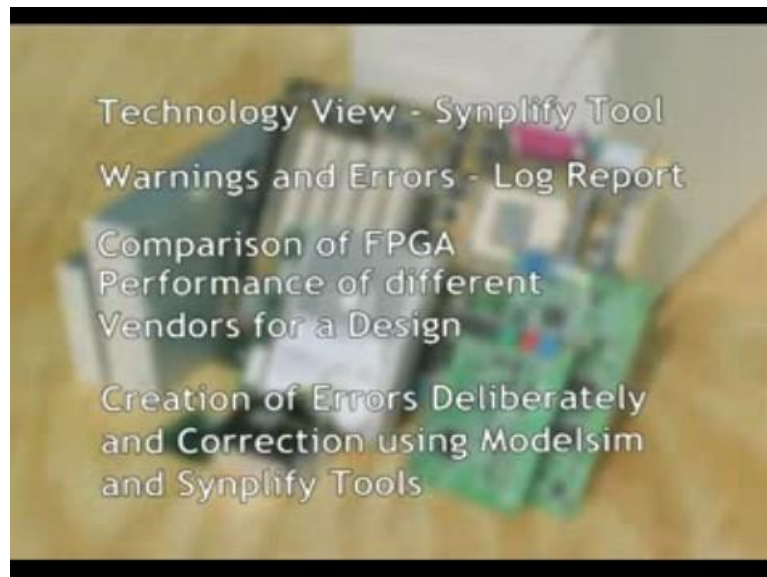 Technology View - Synplify Tool
Warnings and Errors - Log Report
Comparison of FPGA
Performance of different
Vendors for a Design
Creation of Errors Deliberately
and Correction using Modelsim
and Synplify Tools